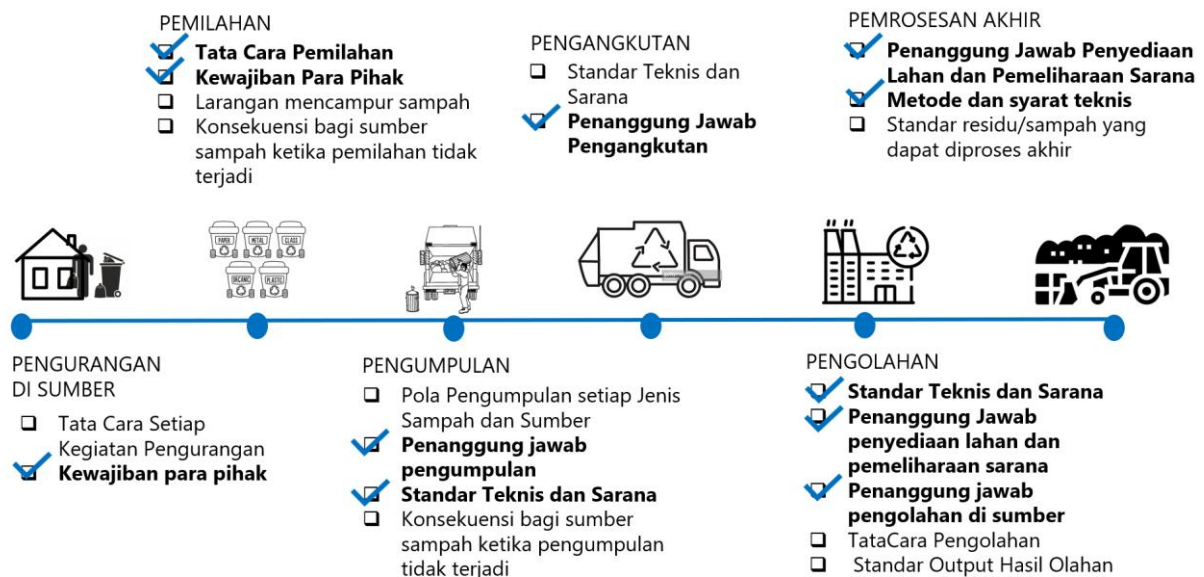 PEMILAHAN
Tata Cara Pemilahan
Kewajiban Para Pihak
Larangan mencampur sampah
Konsekuensi bagi sumber
sampah ketika pemilahan tidak
terjadi
PENGANGKUTAN
Standar Teknis dan
Sarana
Penanggung Jawab
Pengangkutan
PEMROSESAN AKHIR
Penanggung Jawab Penyediaan
Lahan dan Pemeliharaan Sarana
Metode dan syarat teknis
Standar residu/sampah yang
dapat diproses akhir
PAPER
METAL
GLASS
ORGANIC
PLASTIC
PENGURANGAN
DI SUMBER
Tata Cara Setiap
Kegiatan Pengurangan
Kewajiban para pihak
PENGUMPULAN
Pola Pengumpulan setiap Jenis
Sampah dan Sumber
Penanggung jawab
pengumpulan
Standar Teknis dan Sarana
Konsekuensi bagi sumber
sampah ketika pengumpulan
tidak terjadi
PENGOLAHAN
Standar Teknis dan Sarana
Penanggung Jawab
penyediaan lahan dan
pemeliharaan sarana
Penanggung jawab
pengolahan di sumber
TataCara Pengolahan
Standar Output Hasil Olahan